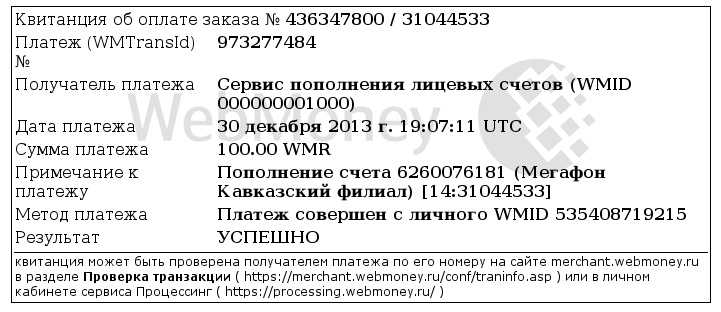 Квитанция об оплате заказа № 436347800 / 31044533
Платеж (WMTransId) № 973277484
Получатель платежа Сервис пополнения лицевых счетов (WMID
000000001000)
Дата платежа 30 декабря 2013 г. 19:07:11 UTC
Сумма платежа 100.00 WMR
Примечание к платежу Пополнение счета 6260076181 (Мегафон
Кавказский филиал) [14:31044533]
Метод платежа Платеж совершен с личного WMID 535408719215
Результат УСПЕШНО
WebMoney
квитанция может быть проверена получателем платежа по его номеру на сайте merchant.webmoney.ru
в разделе Проверка транзакции ( https://merchant.webmoney.ru/conf/traninfo.asp ) или в личном
кабинете сервиса Процессинг ( https://processing.webmoney.ru/ )